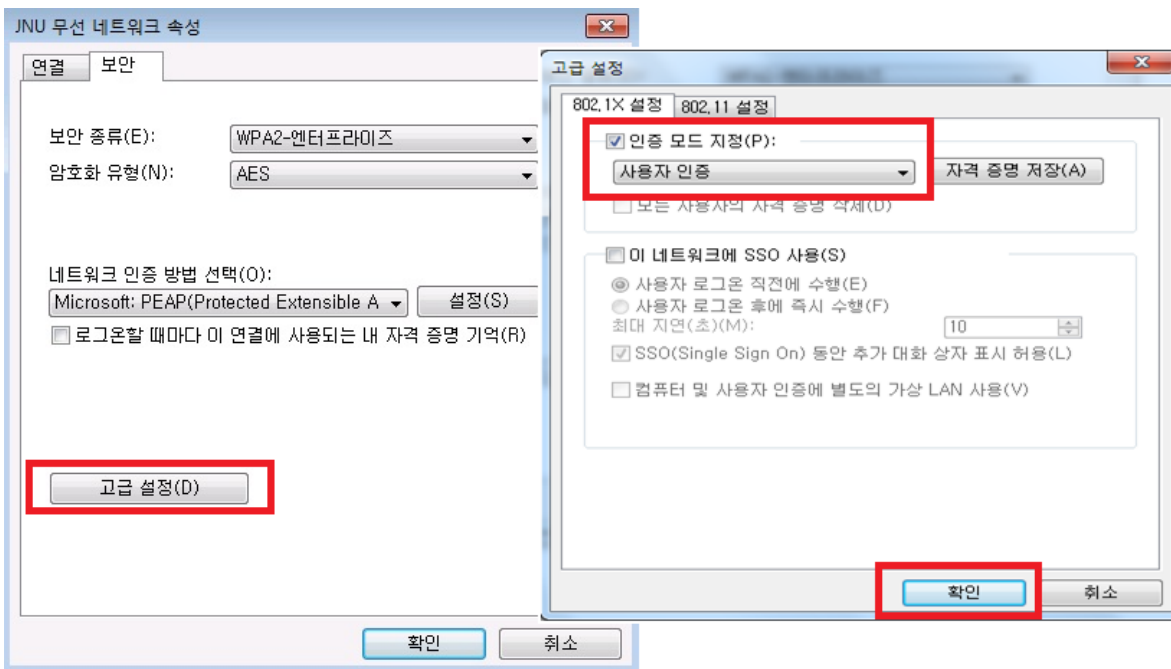 JNU 무선 네트워크 속성
연결
보안
보안 종류(E):
WPA2-엔터프라이즈
암호화 유형(N):
AES
네트워크 인증 방법 선택(O):
Microsoft: PEAP(Protected Extensible A
설정(S)
로그온할 때마다 이 연결에 사용되는 내 자격 증명 기억(R)
고급 설정(D)
확인
취소
고급 설정
802.1X 설정
802.11 설정
인증 모드 지정(P):
사용자 인증
자격 증명 저장(A)
모든 사용자의 자격 증명 삭제(D)
이 네트워크에 SSO 사용(S)
사용자 로그온 직전에 수행(E)
사용자 로그온 후에 즉시 수행(F)
최대 지연(초)(M):
10
SSO(Single Sign On) 동안 추가 대화 상자 표시 허용(L)
컴퓨터 및 사용자 인증에 별도의 가상 LAN 사용(V)
확인
취소